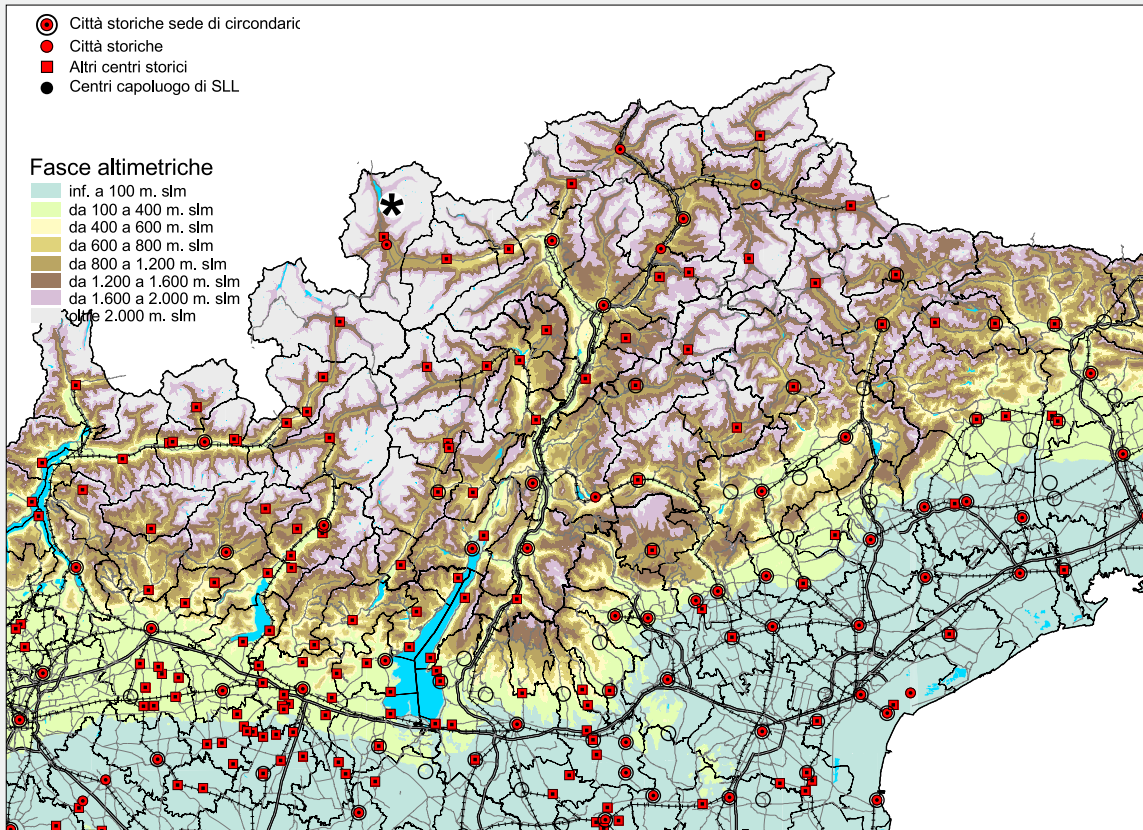 Città storiche sede di circondaric
Città storiche
Altri centri storici
Centri capoluogo di SLL
Fasce altimetriche
inf. a 100 m. slm
da 100 a 400 m. slm
da 400 a 600 m. slm
da 600 a 800 m. slm
da 800 a 1.200 m. slm
da 1.200 a 1.600 m. slm
da 1.600 a 2.000 m. slm
oltre 2.000 m. slm
*